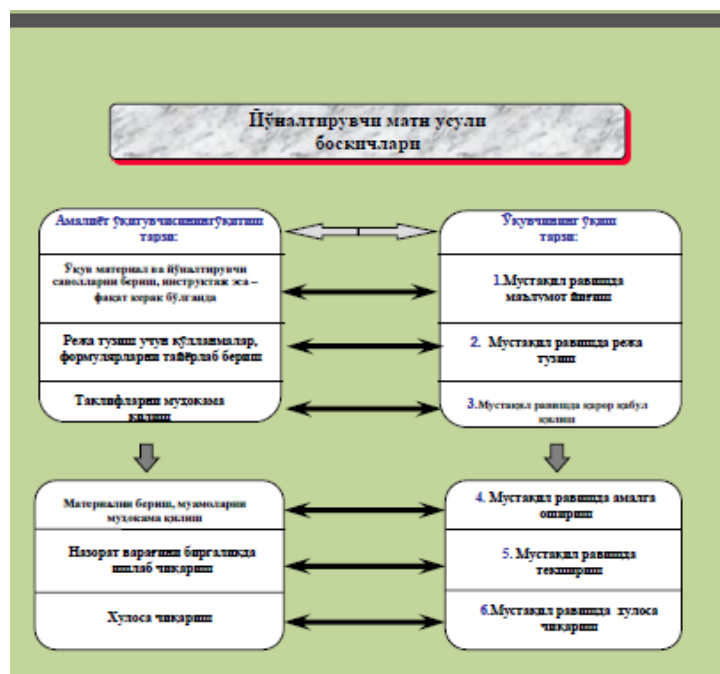 Йўналтирувчи матн усули
босқичлари
Амалиёт ўқитувчисинингўқитиш
тарзи:
Ўқув материал ва йўналтирувчи
саволларни бериш, инструктаж эса –
фақат керак бўлганда
Режа тузиш учун қўлланмалар,
формулярларни тайёрлаб бериш
Таклифларни муҳокама
қилиш
Ўқувчининг ўқиш
тарзи:
1.Мустақил равишда
маълумот йиғиш
2. Мустақил равишда режа
тузиш
3.Мустақил равишда қарор қабул
қилиш
Материални бериш, муамоларни
муҳокама қилиш
Назорат варағини биргаликда
ишлаб чиқариш
Хулоса чиқариш
4. Мустақил равишда амалга
ошириш
5. Мустақил равишда
текшириш
6.Мустақил равишда хулоса
чиқариш